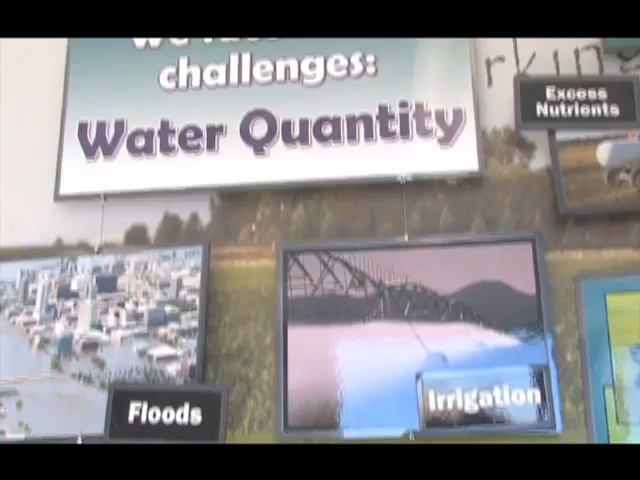 challenges:
Water Quantity
Excess
Nutrients
Floods
Irrigation